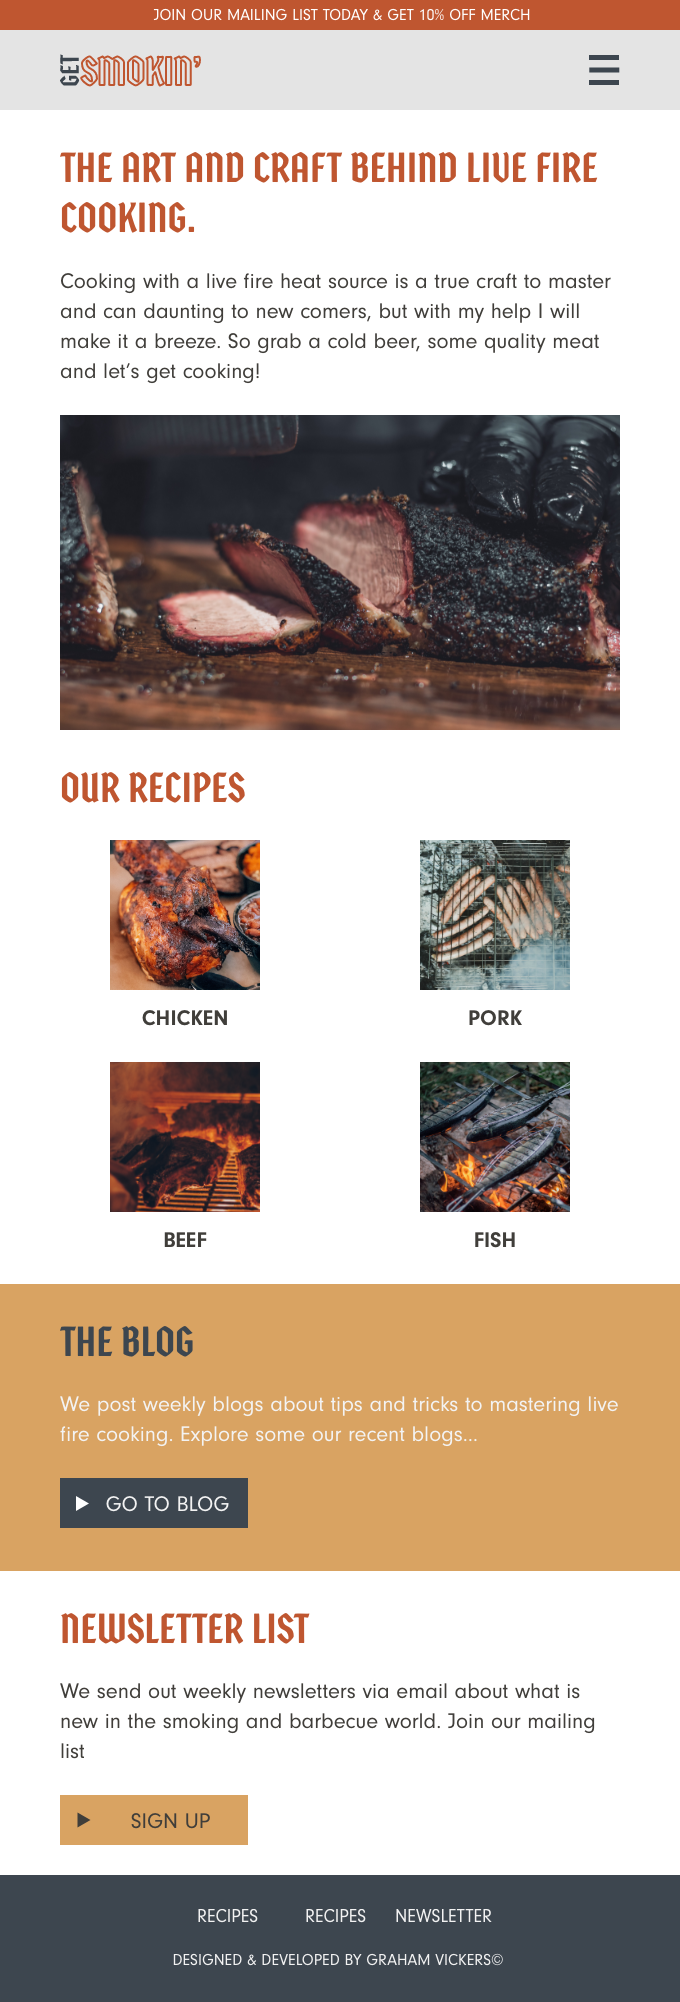 JOIN OUR MAILING LIST TODAY & GET 10% OFF MERCH
GET SMOKIN’
THE ART AND CRAFT BEHIND LIVE FIRE
COOKING.
Cooking with a live fire heat source is a true craft to master
and can daunting to new comers, but with my help I will
make it a breeze. So grab a cold beer, some quality meat
and let’s get cooking!
OUR RECIPES
CHICKEN
PORK
BEEF
FISH
THE BLOG
We post weekly blogs about tips and tricks to mastering live
fire cooking. Explore some our recent blogs...
GO TO BLOG
NEWSLETTER LIST
We send out weekly newsletters via email about what is
new in the smoking and barbecue world. Join our mailing
list
SIGN UP
RECIPES RECIPES NEWSLETTER
DESIGNED & DEVELOPED BY GRAHAM VICKERS©